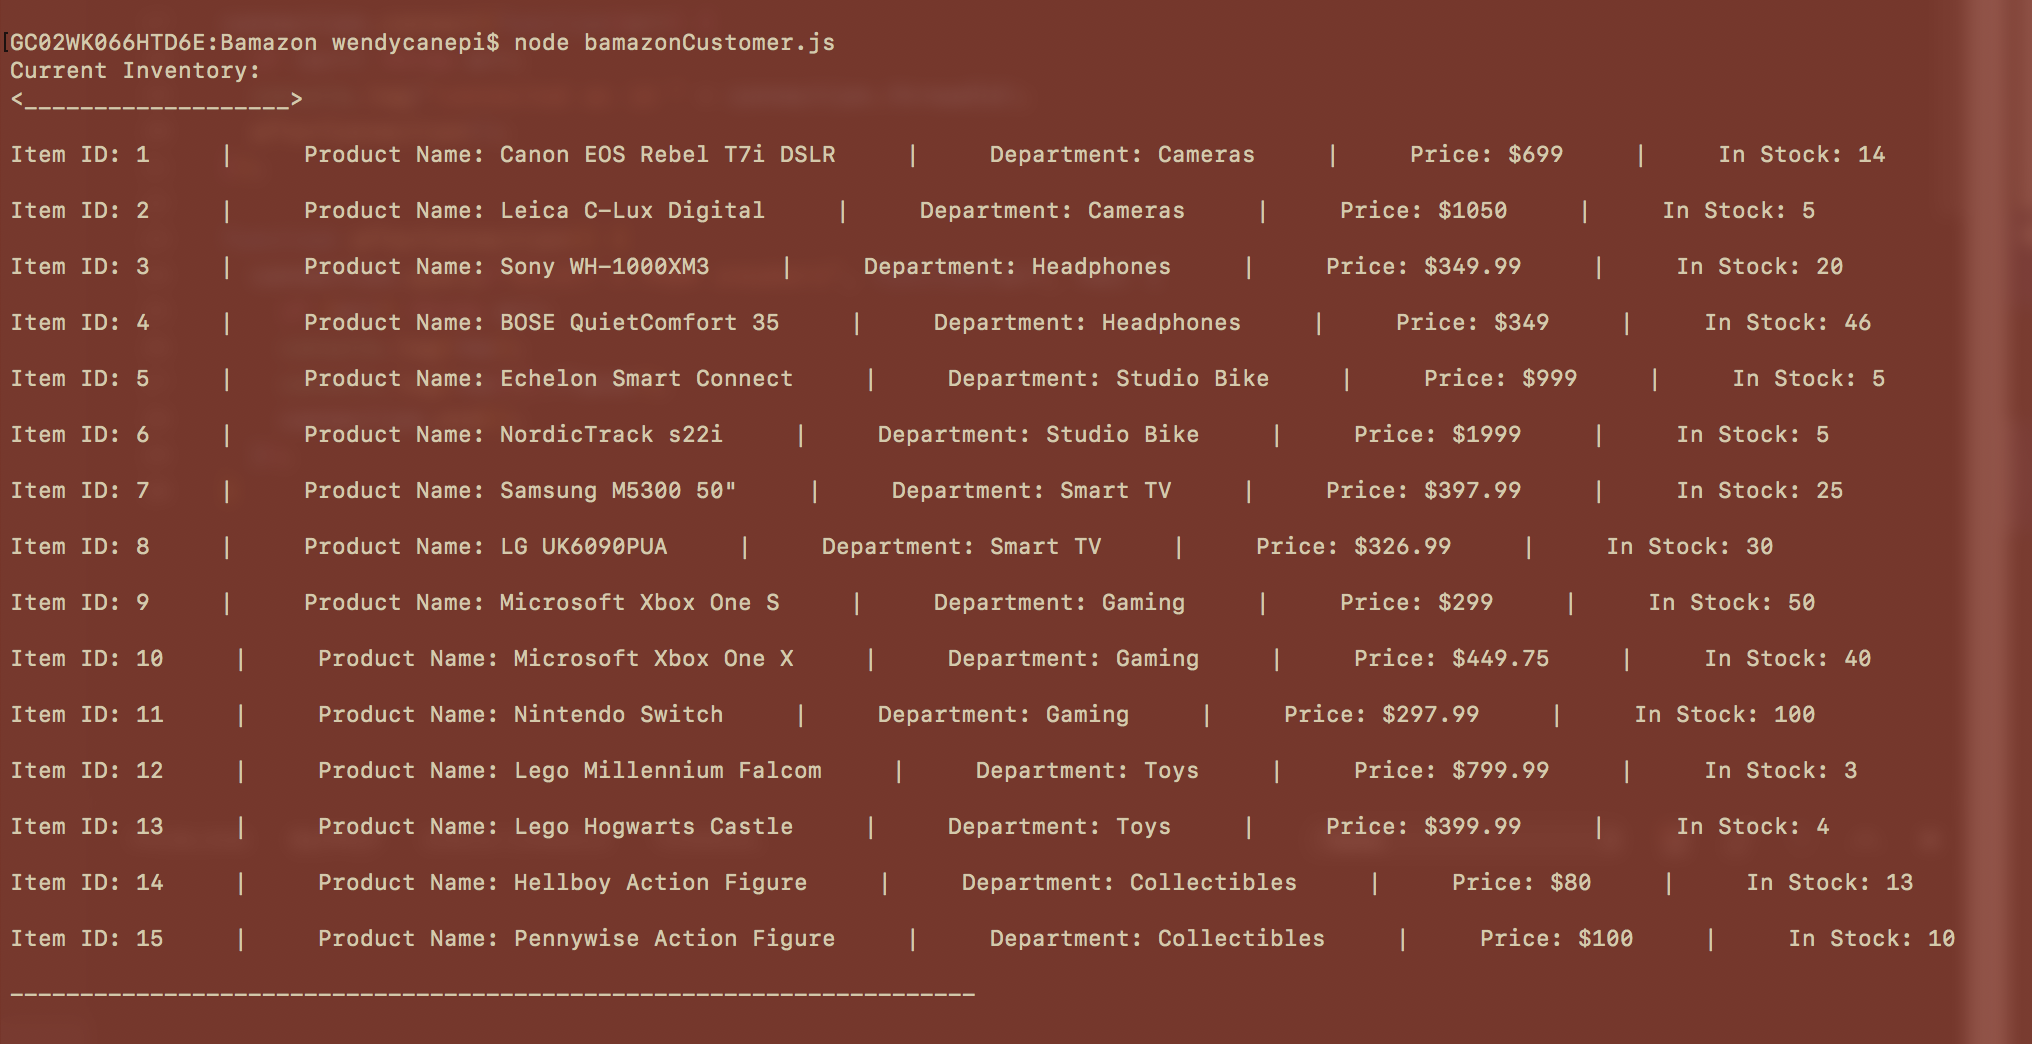 [GC02WK066HTD6E:Bamazon wendycanepi$ node bamazonCustomer.js
Current Inventory:
<___________________>
Item ID: 1 | Product Name: Canon EOS Rebel T7i DSLR | Department: Cameras | Price: $699 | In Stock: 14
Item ID: 2 | Product Name: Leica C-Lux Digital | Department: Cameras | Price: $1050 | In Stock: 5
Item ID: 3 | Product Name: Sony WH-1000XM3 | Department: Headphones | Price: $349.99 | In Stock: 20
Item ID: 4 | Product Name: BOSE QuietComfort 35 | Department: Headphones | Price: $349 | In Stock: 46
Item ID: 5 | Product Name: Echelon Smart Connect | Department: Studio Bike | Price: $999 | In Stock: 5
Item ID: 6 | Product Name: NordicTrack s22i | Department: Studio Bike | Price: $1999 | In Stock: 5
Item ID: 7 | Product Name: Samsung M5300 50" | Department: Smart TV | Price: $397.99 | In Stock: 25
Item ID: 8 | Product Name: LG UK6090PUA | Department: Smart TV | Price: $326.99 | In Stock: 30
Item ID: 9 | Product Name: Microsoft Xbox One S | Department: Gaming | Price: $299 | In Stock: 50
Item ID: 10 | Product Name: Microsoft Xbox One X | Department: Gaming | Price: $449.75 | In Stock: 40
Item ID: 11 | Product Name: Nintendo Switch | Department: Gaming | Price: $297.99 | In Stock: 100
Item ID: 12 | Product Name: Lego Millennium Falcom | Department: Toys | Price: $799.99 | In Stock: 3
Item ID: 13 | Product Name: Lego Hogwarts Castle | Department: Toys | Price: $399.99 | In Stock: 4
Item ID: 14 | Product Name: Hellboy Action Figure | Department: Collectibles | Price: $80 | In Stock: 13
Item ID: 15 | Product Name: Pennywise Action Figure | Department: Collectibles | Price: $100 | In Stock: 10
_____________________________________________________________________